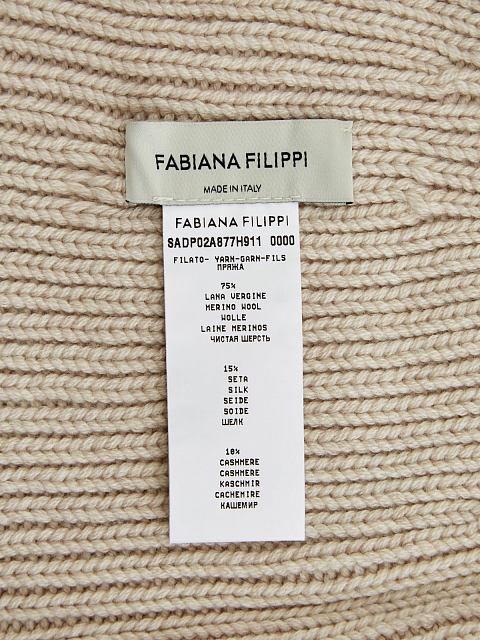 FABIANA FILIPPI
MADE IN ITALY
FABIANA FILIPPI
SADP02A877H911 0000
FILATO- YARN-GARN-FILS
ПРЯЖА
75%
LANA VERGINE
MERINO WOOL
WOLLE
LAINE MERINOS
ЧИСТАЯ ШЕРСТЬ
15%
SETA
SILK
SEIDE
SOIDE
ШЕЛК
10%
CASHMERE
CASHMERE
KASCHMIR
CACHEMIRE
КАШЕМИР